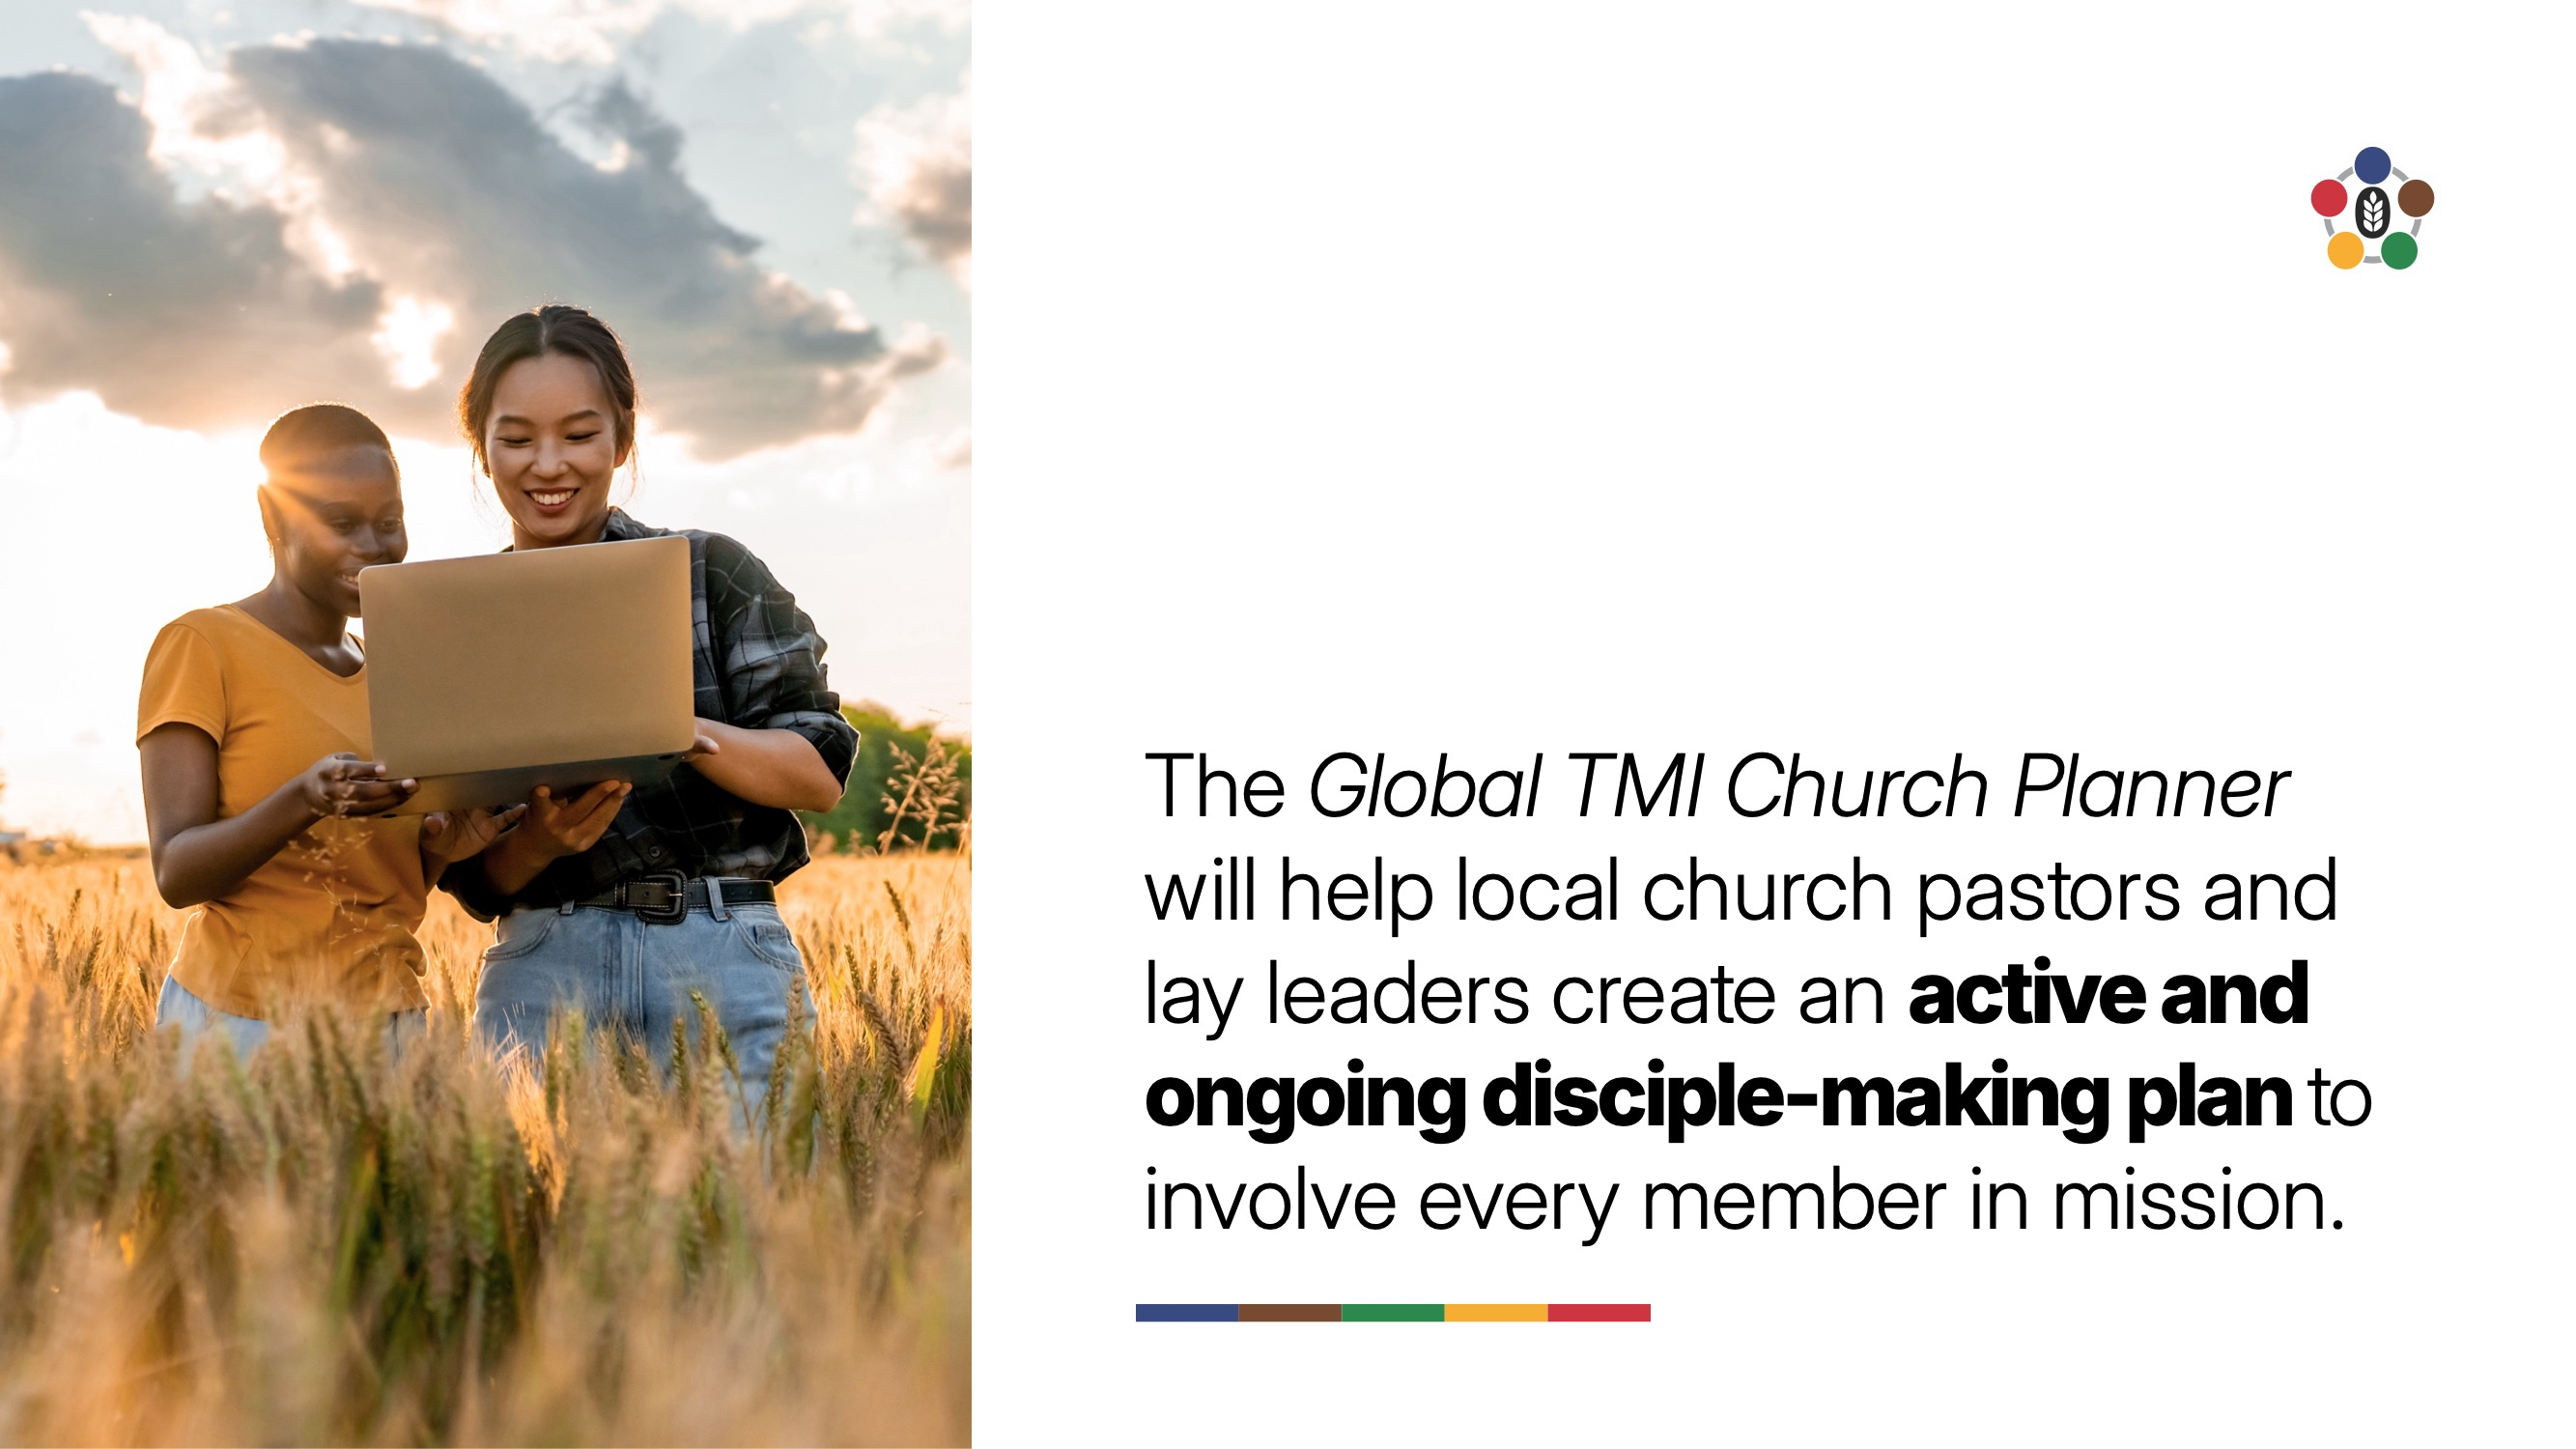 The Global TMI Church Planner
will help local church pastors and
lay leaders create an active and
ongoing disciple-making plan to
involve every member in mission.